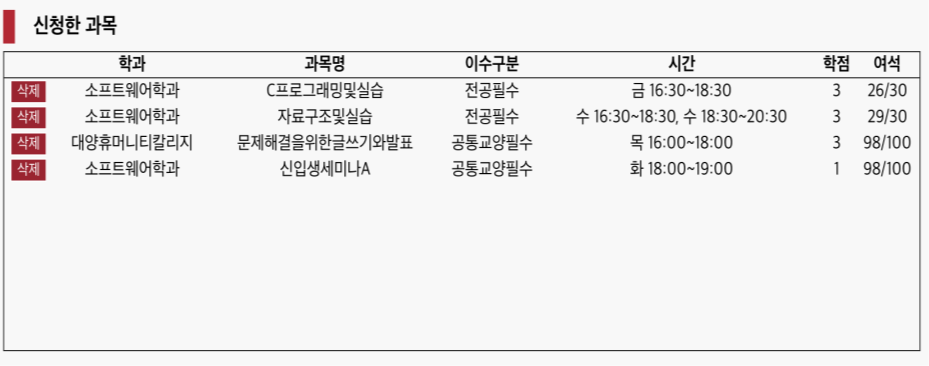 신청한 과목
학과 과목명 이수구분 시간 학점 여석
삭제 소프트웨어학과 C프로그래밍및실습 전공필수 금 16:30~18:30 3 26/30
삭제 소프트웨어학과 자료구조및실습 전공필수 수 16:30~18:30, 수 18:30~20:30 3 29/30
삭제 대양휴머니티칼리지 문제해결을위한글쓰기와발표 공통교양필수 목 16:00~18:00 3 98/100
삭제 소프트웨어학과 신입생세미나A 공통교양필수 화 18:00~19:00 1 98/100